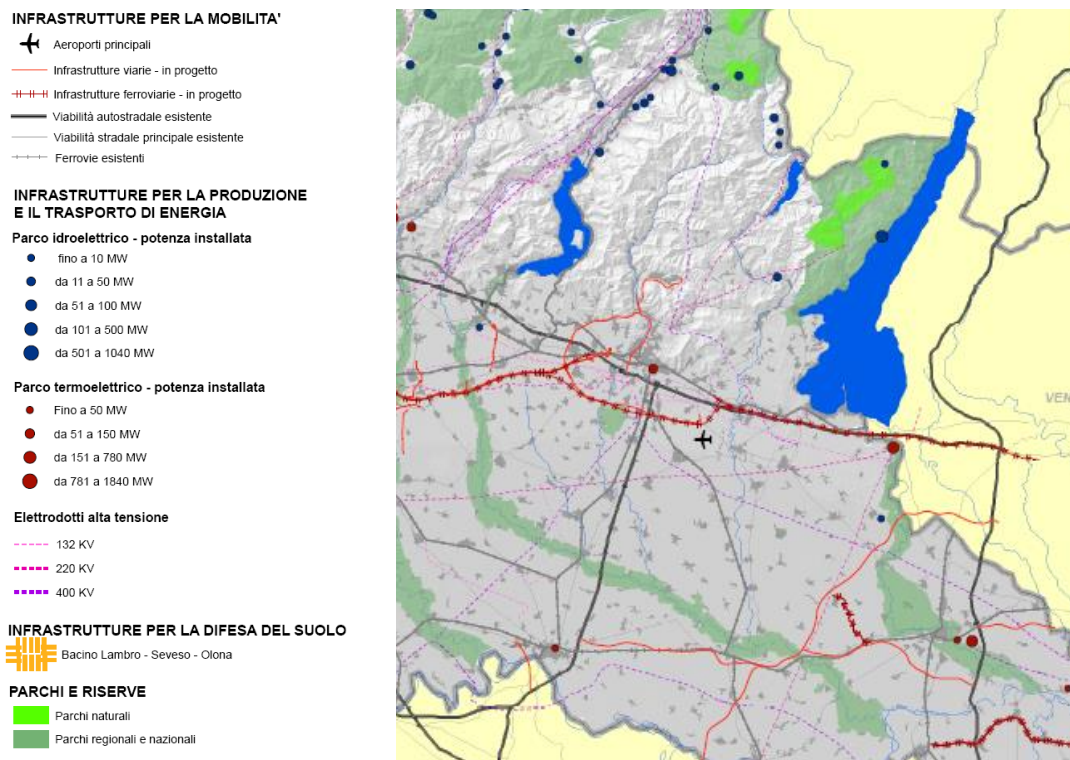 INFRASTRUTTURE PER LA MOBILITA'
Aeroporti principali
Infrastrutture viarie - in progetto
Infrastrutture ferroviarie - in progetto
Viabilità autostradale esistente
Viabilità stradale principale esistente
Ferrovie esistenti
INFRASTRUTTURE PER LA PRODUZIONE
E IL TRASPORTO DI ENERGIA
Parco idroelettrico - potenza installata
fino a 10 MW
da 11 a 50 MW
da 51 a 100 MW
da 101 a 500 MW
da 501 a 1040 MW
Parco termoelettrico - potenza installata
Fino a 50 MW
da 51 a 150 MW
da 151 a 780 MW
da 781 a 1840 MW
Elettrodotti alta tensione
132 KV
220 KV
400 KV
INFRASTRUTTURE PER LA DIFESA DEL SUOLO
Bacino Lambro - Seveso - Olona
PARCHI E RISERVE
Parchi naturali
Parchi regionali e nazionali
VEN